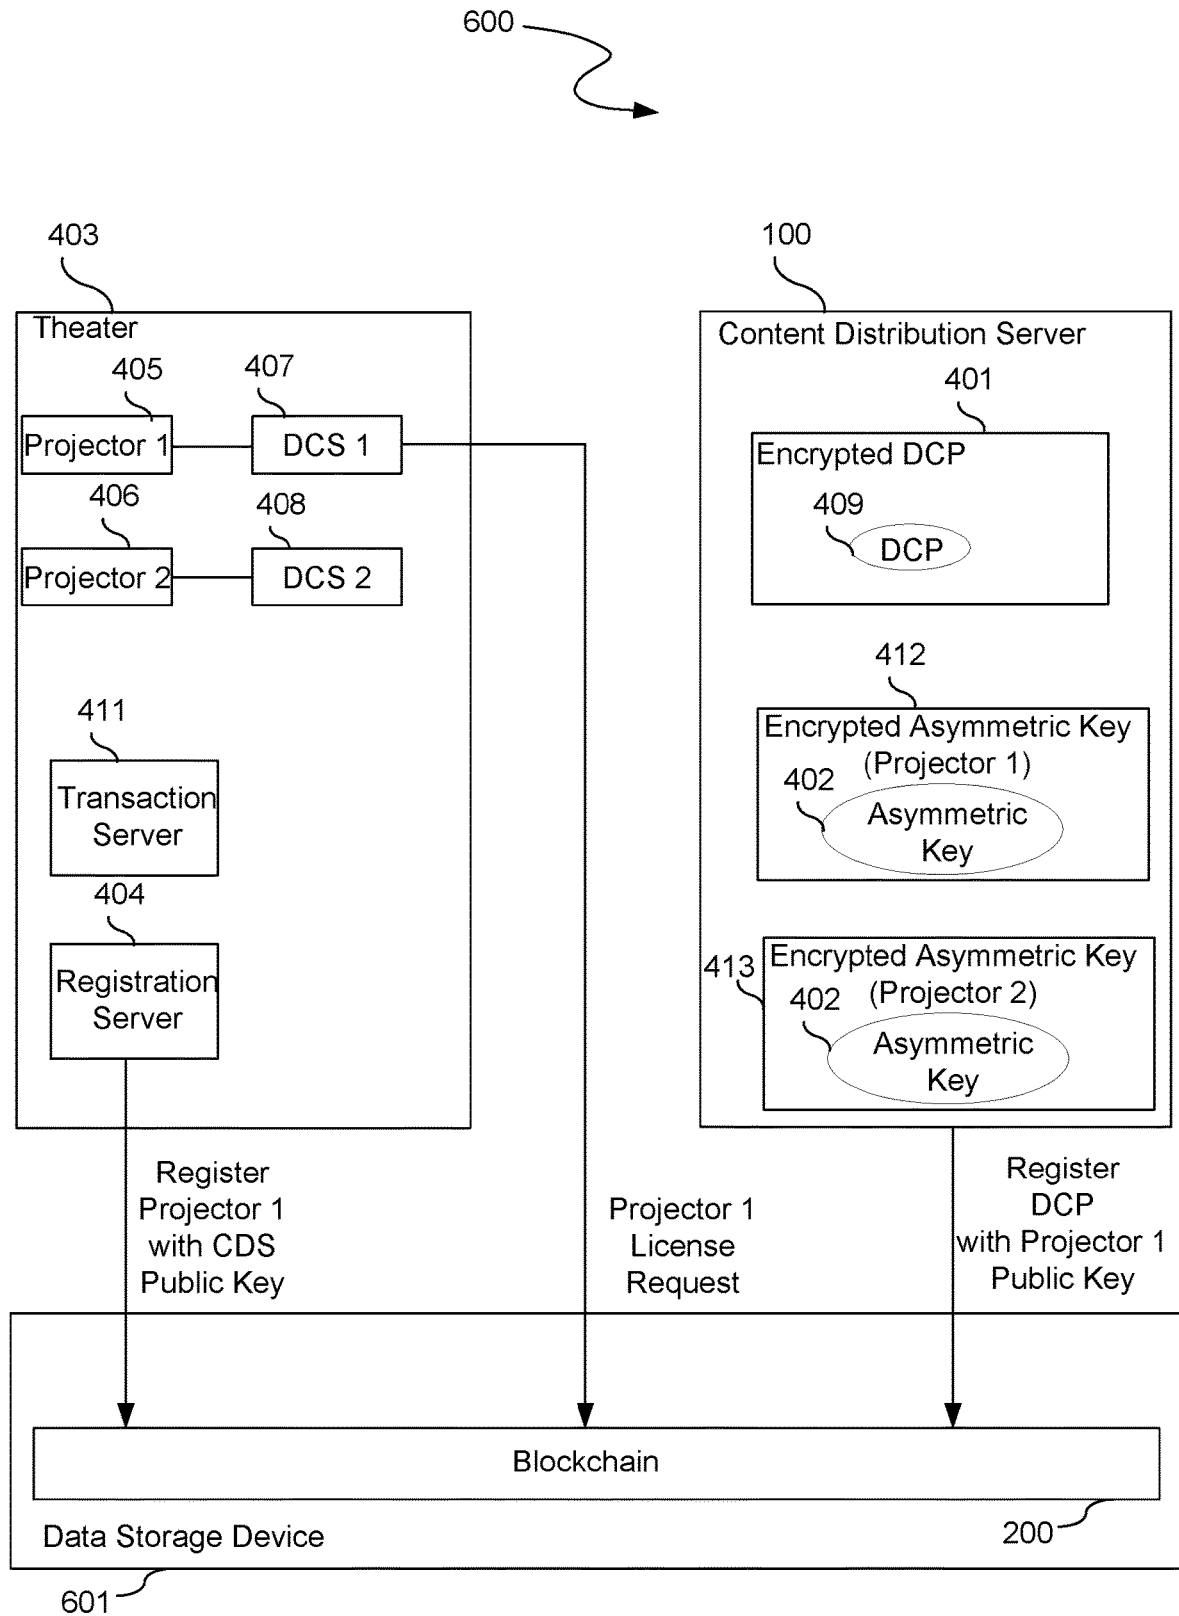 600
403
Theater
405
407
Projector 1
DCS 1
406
408
Projector 2
DCS 2
411
Transaction
Server
404
Registration
Server
100
Content Distribution Server
401
Encrypted DCP
409
DCP
412
Encrypted Asymmetric Key
(Projector 1)
402
Asymmetric
Key
413
Encrypted Asymmetric Key
(Projector 2)
402
Asymmetric
Key
Register
Projector 1
with CDS
Public Key
Projector 1
License
Request
Register
DCP
with Projector 1
Public Key
Blockchain
Data Storage Device
200
601